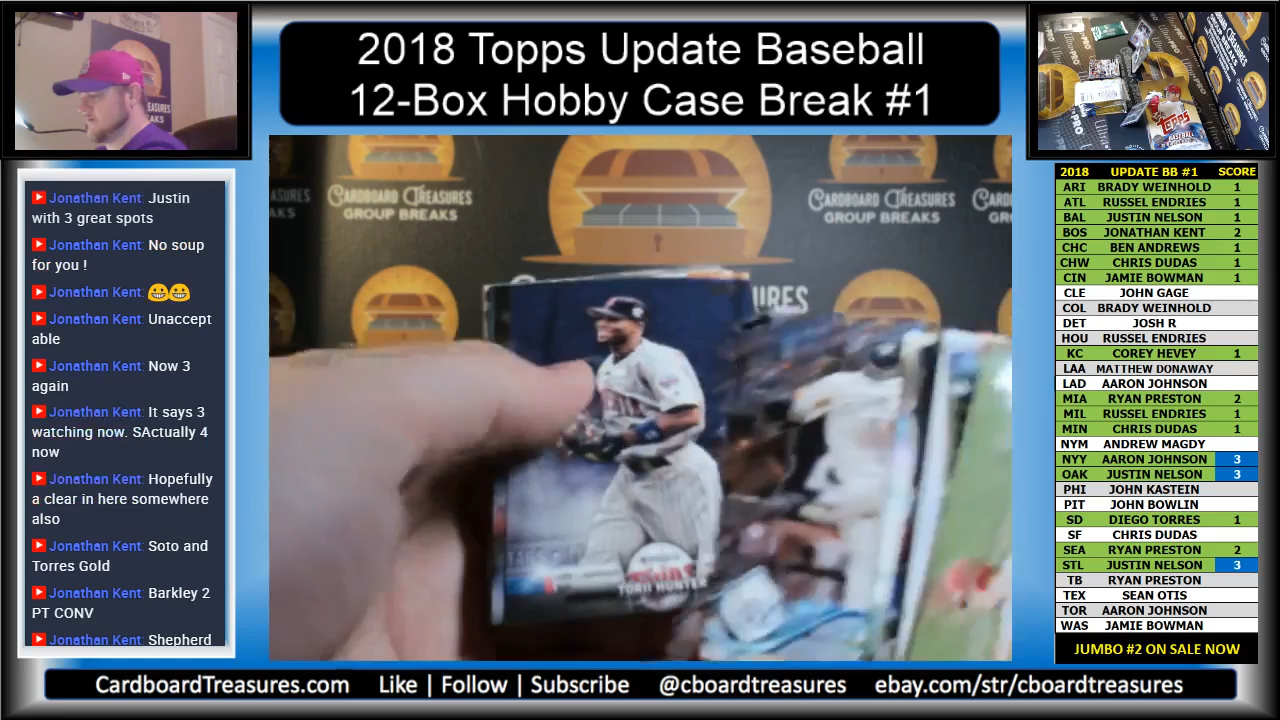 2018 Topps Update Baseball
12-Box Hobby Case Break #1
Jonathan Kent: Justin
with 3 great spots
Jonathan Kent: No soup
for you !
Jonathan Kent: 😀😀
Jonathan Kent: Unaccept
able
Jonathan Kent: Now 3
again
Jonathan Kent: It says 3
watching now. SActually 4
now
Jonathan Kent: Hopefully
a clear in here somewhere
also
Jonathan Kent: Soto and
Torres Gold
Jonathan Kent: Barkley 2
PT CONV
Jonathan Kent: Shepherd
CARDBOARD TREASURES
GROUP BREAKS
CARDBOARD TREASURES
GROUP BREAKS
TORII HUNTER
Topps
BASEBALL
2018 UPDATE BB #1 SCORE
ARI BRADY WEINHOLD 1
ATL RUSSEL ENDRIES 1
BAL JUSTIN NELSON 1
BOS JONATHAN KENT 2
CHC BEN ANDREWS 1
CHW CHRIS DUDAS 1
CIN JAMIE BOWMAN 1
CLE JOHN GAGE
COL BRADY WEINHOLD
DET JOSH R
HOU RUSSEL ENDRIES
KC COREY HEVEY 1
LAA MATTHEW DONAWAY
LAD AARON JOHNSON
MIA RYAN PRESTON 2
MIL RUSSEL ENDRIES 1
MIN CHRIS DUDAS 1
NYM ANDREW MAGDY
NYY AARON JOHNSON 3
OAK JUSTIN NELSON 3
PHI JOHN KASTEIN
PIT JOHN BOWLIN
SD DIEGO TORRES 1
SF CHRIS DUDAS
SEA RYAN PRESTON 2
STL JUSTIN NELSON 3
TB RYAN PRESTON
TEX SEAN OTIS
TOR AARON JOHNSON
WAS JAMIE BOWMAN
JUMBO #2 ON SALE NOW
CardboardTreasures.com Like | Follow | Subscribe @cboardtreasures ebay.com/str/cboardtreasures